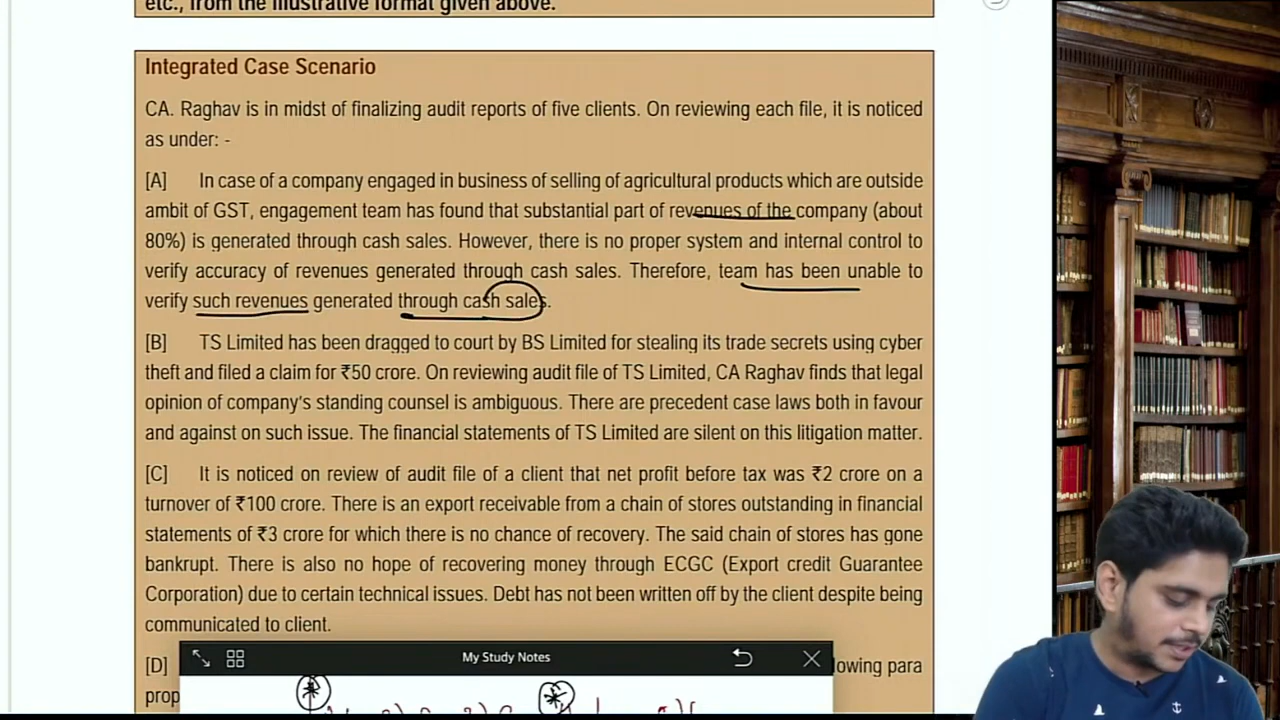 etc., from the illustrative format given above.
Integrated Case Scenario
CA. Raghav is in midst of finalizing audit reports of five clients. On reviewing each file, it is noticed
as under: -
[A] In case of a company engaged in business of selling of agricultural products which are outside
ambit of GST, engagement team has found that substantial part of revenues of the company (about
80%) is generated through cash sales. However, there is no proper system and internal control to
verify accuracy of revenues generated through cash sales. Therefore, team has been unable to
verify such revenues generated through cash sales.
[B] TS Limited has been dragged to court by BS Limited for stealing its trade secrets using cyber
theft and filed a claim for ₹50 crore. On reviewing audit file of TS Limited, CA Raghav finds that legal
opinion of company's standing counsel is ambiguous. There are precedent case laws both in favour
and against on such issue. The financial statements of TS Limited are silent on this litigation matter.
[C] It is noticed on review of audit file of a client that net profit before tax was ₹2 crore on a
turnover of ₹100 crore. There is an export receivable from a chain of stores outstanding in financial
statements of ₹3 crore for which there is no chance of recovery. The said chain of stores has gone
bankrupt. There is also no hope of recovering money through ECGC (Export credit Guarantee
Corporation) due to certain technical issues. Debt has not been written off by the client despite being
communicated to client.
My Study Notes
[D] lowing para
prop